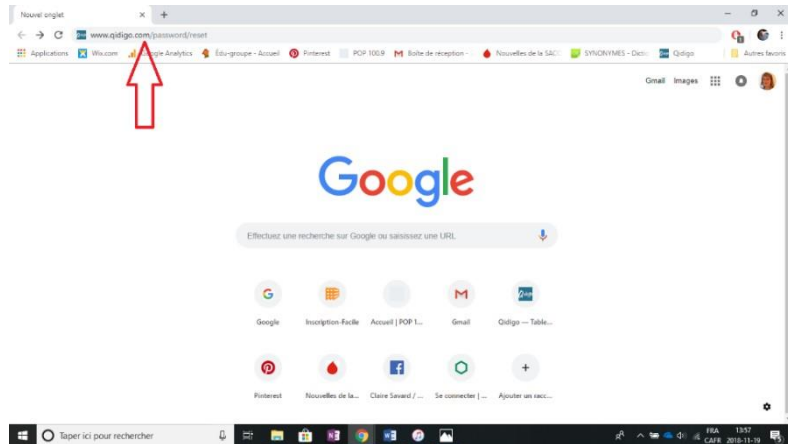 Nouvel onglet
www.qidigo.com/password/reset
Applications Wix.com Google Analytics Édu-groupe - Accueil Pinterest POP 100.9 Boîte de réception - Nouvelles de la SAC SYNONYMES - Dictio Qidigo Autres favoris
Gmail Images
Google
Effectuez une recherche sur Google ou saisissez une URL
Google Inscription-Facile Accueil | POP 1... Gmail Qidigo — Table...
Pinterest Nouvelles de la... Claire Savard / ... Se connecter | ... Ajouter un racc...
Taper ici pour rechercher
FRA 13:57
CAFR 2018-11-19